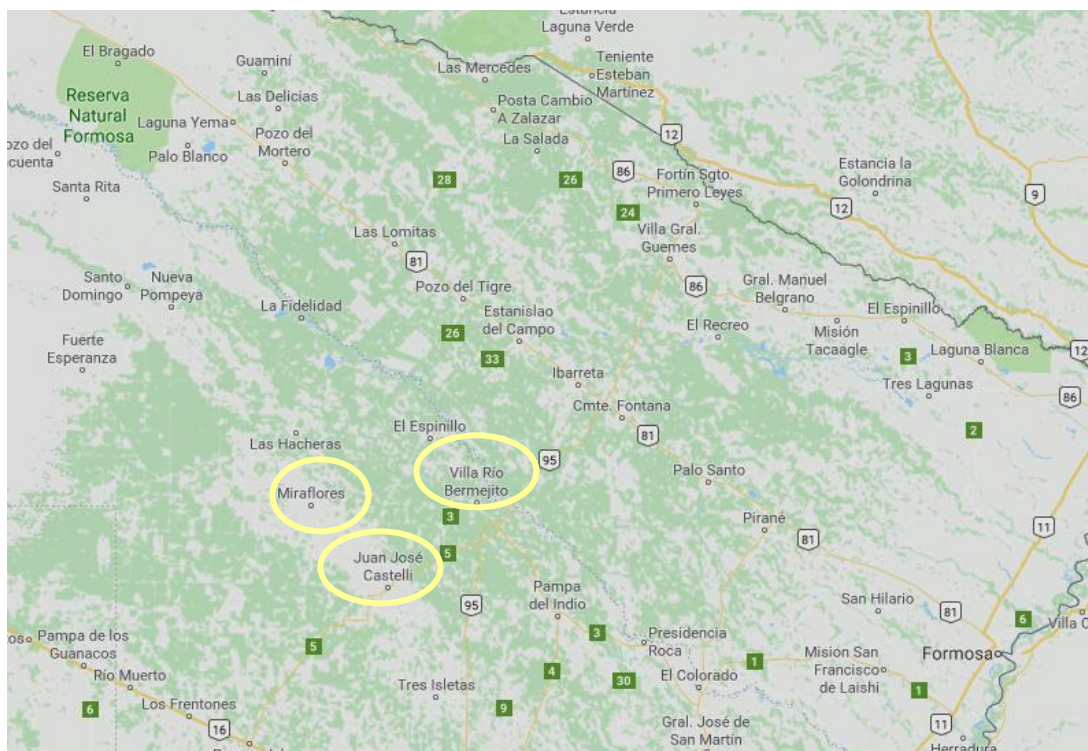 Estancia
Laguna Verde
El Bragado
Guaminí
Las Mercedes
Teniente
Esteban
Martínez
Reserva
Natural
Formosa
Las Delicias
Posta Cambio
A Zalazar
Laguna Yema
Pozo del
Mortero
La Salada
12
ozo del
cuenta
Palo Blanco
Estancia la
Golondrina
Santa Rita
28
26
86
Fortín Sgto.
Primero Leyes
9
24
12
Las Lomitas
Villa Gral.
Guemes
81
Santo
Domingo
Nueva
Pompeya
Pozo del Tigre
86
Gral. Manuel
Belgrano
La Fidelidad
Estanislao
del Campo
El Espinillo
El Recreo
Misión
Tacaagle
Fuerte
Esperanza
26
33
3
Laguna Blanca
12
Ibarreta
Tres Lagunas
86
Cmte. Fontana
El Espinillo
81
2
Las Hacheras
95
Villa Río
Bermejito
Palo Santo
Miraflores
3
Pirané
11
Juan José
Castelli
5
81
Pampa
del Indio
95
San Hilario
81
6
Villa O
os
Pampa de los
Guanacos
5
3
Presidencia
Roca
Misión San
Francisco
de Laishi
Formosa
Río Muerto
4
30
1
El Colorado
1
Tres Isletas
6
Los Frentones
9
16
Gral. José de
San Martín
11
Herradura